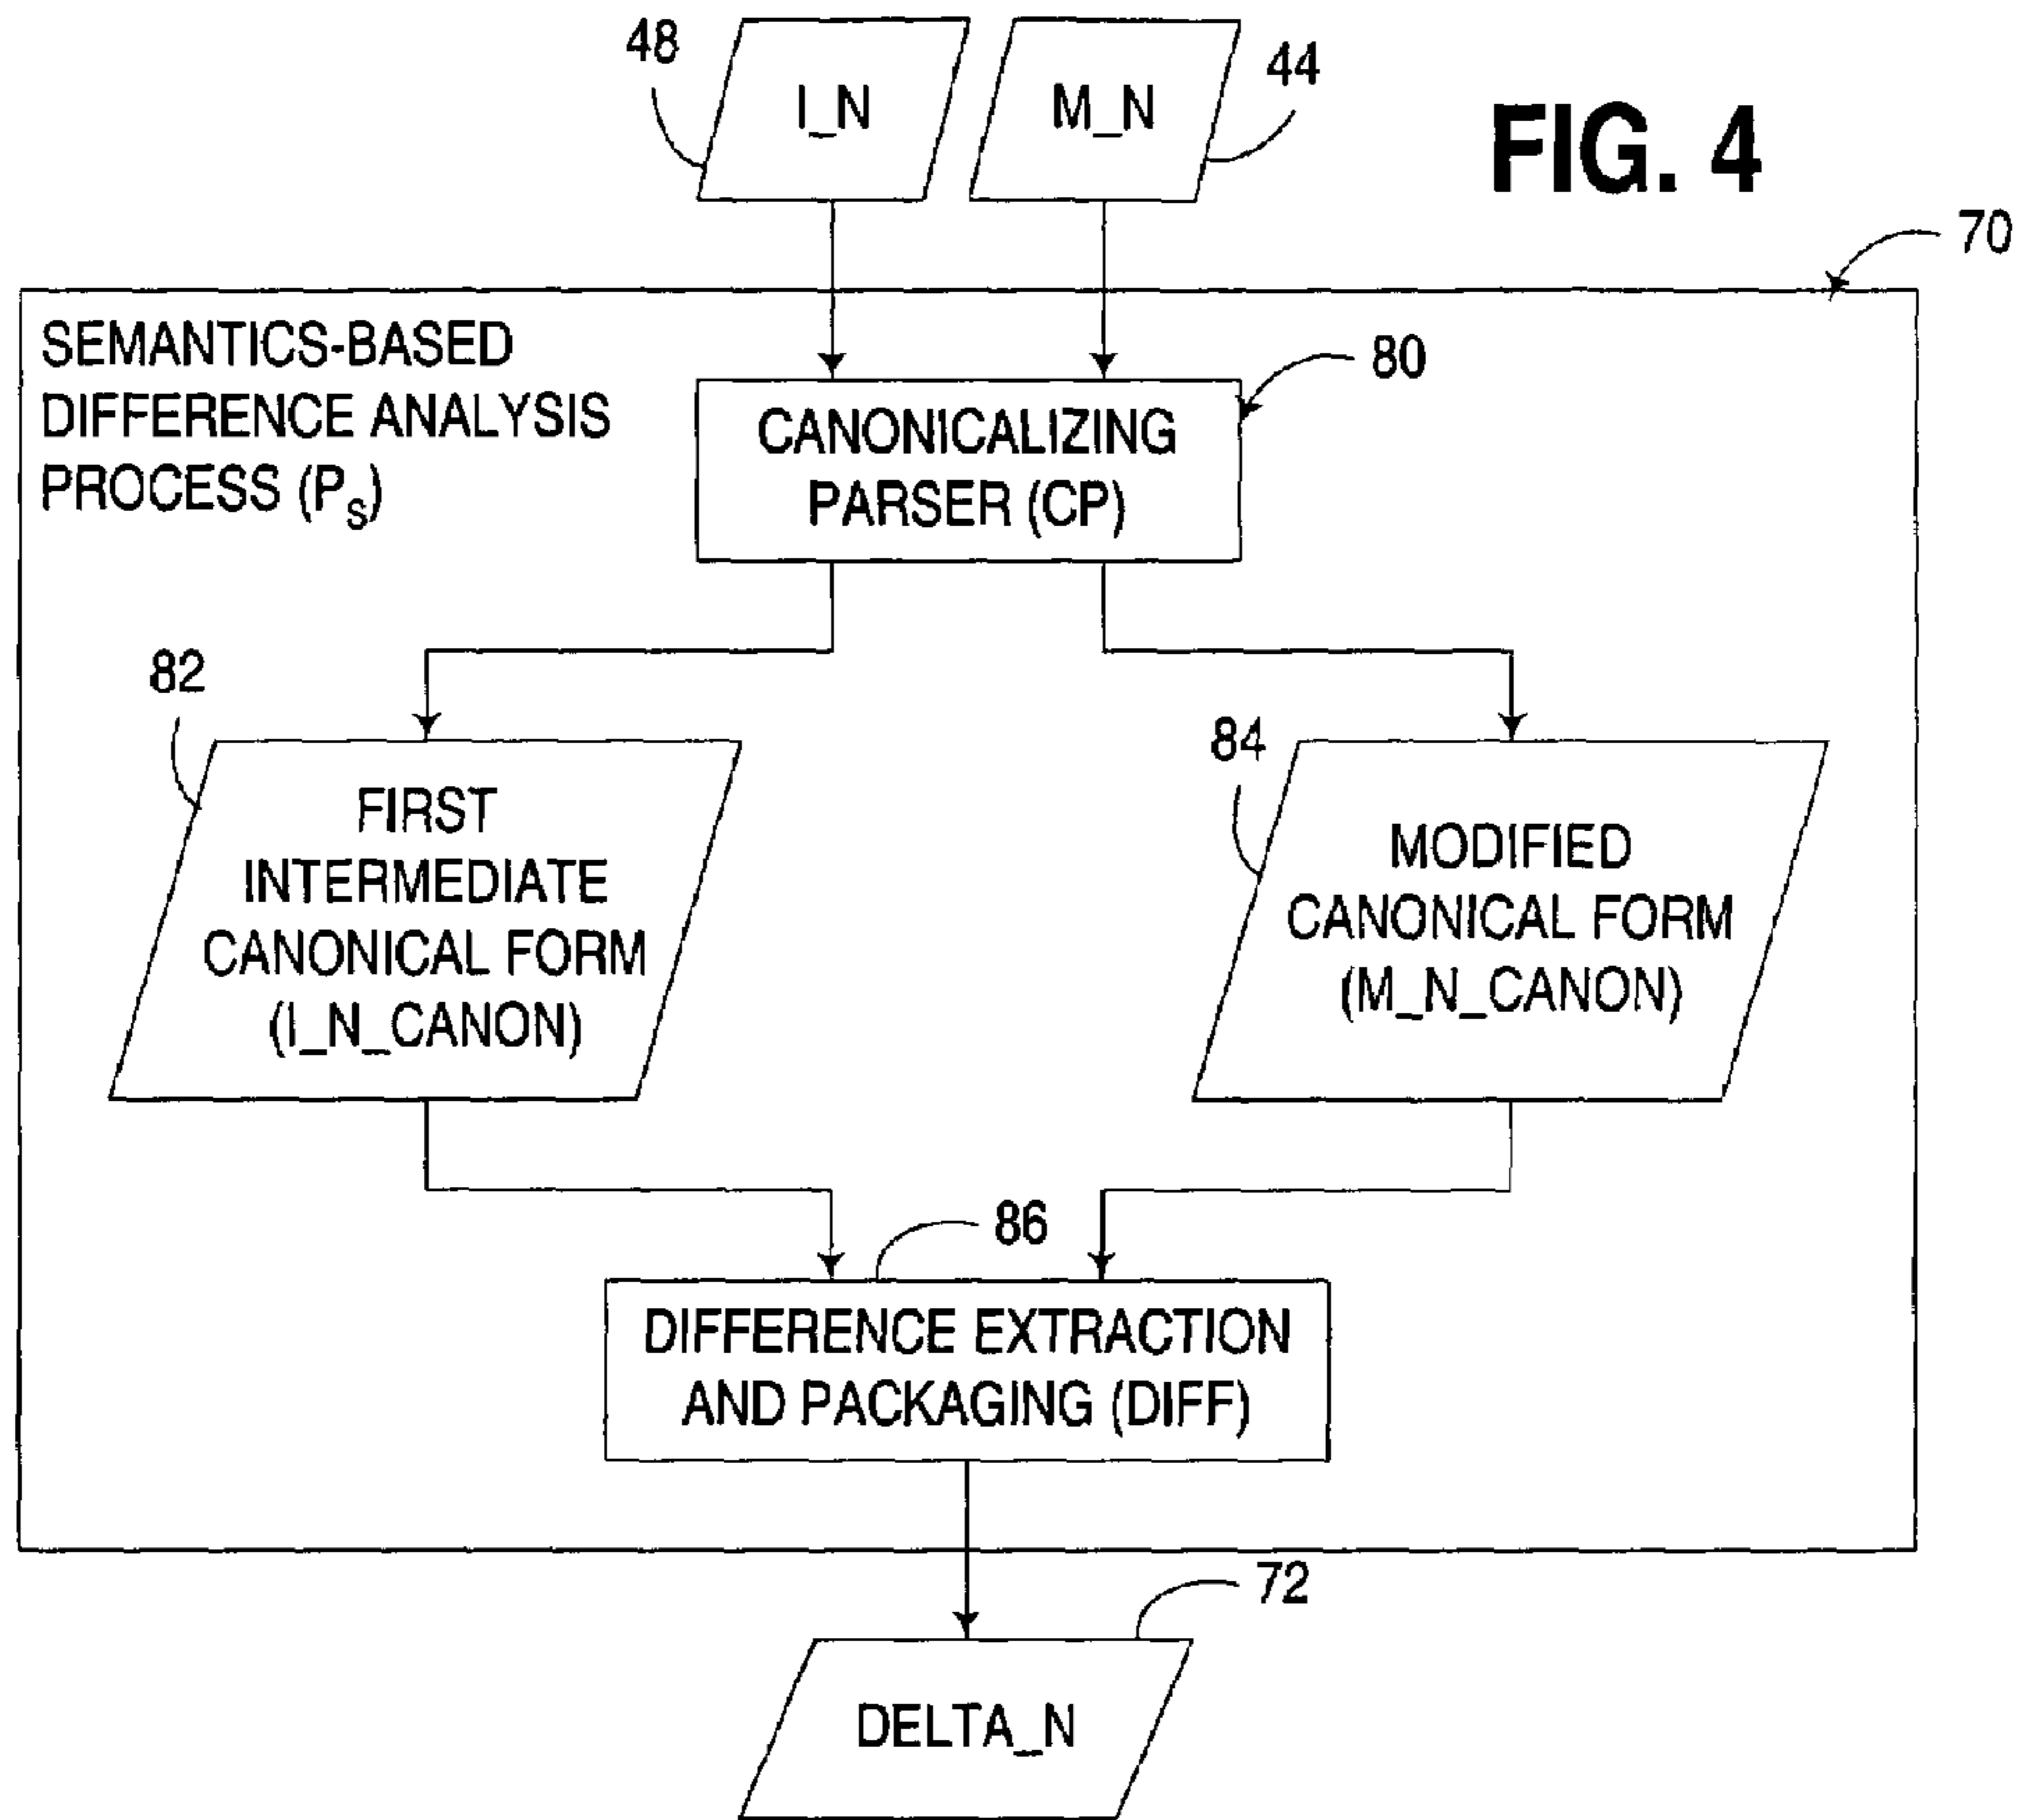 48
I_N
M_N
44
FIG. 4
70
SEMANTICS-BASED
DIFFERENCE ANALYSIS
PROCESS (PS)
80
CANONICALIZING
PARSER (CP)
82
FIRST
INTERMEDIATE
CANONICAL FORM
(I_N_CANON)
84
MODIFIED
CANONICAL FORM
(M_N_CANON)
86
DIFFERENCE EXTRACTION
AND PACKAGING (DIFF)
72
DELTA_N